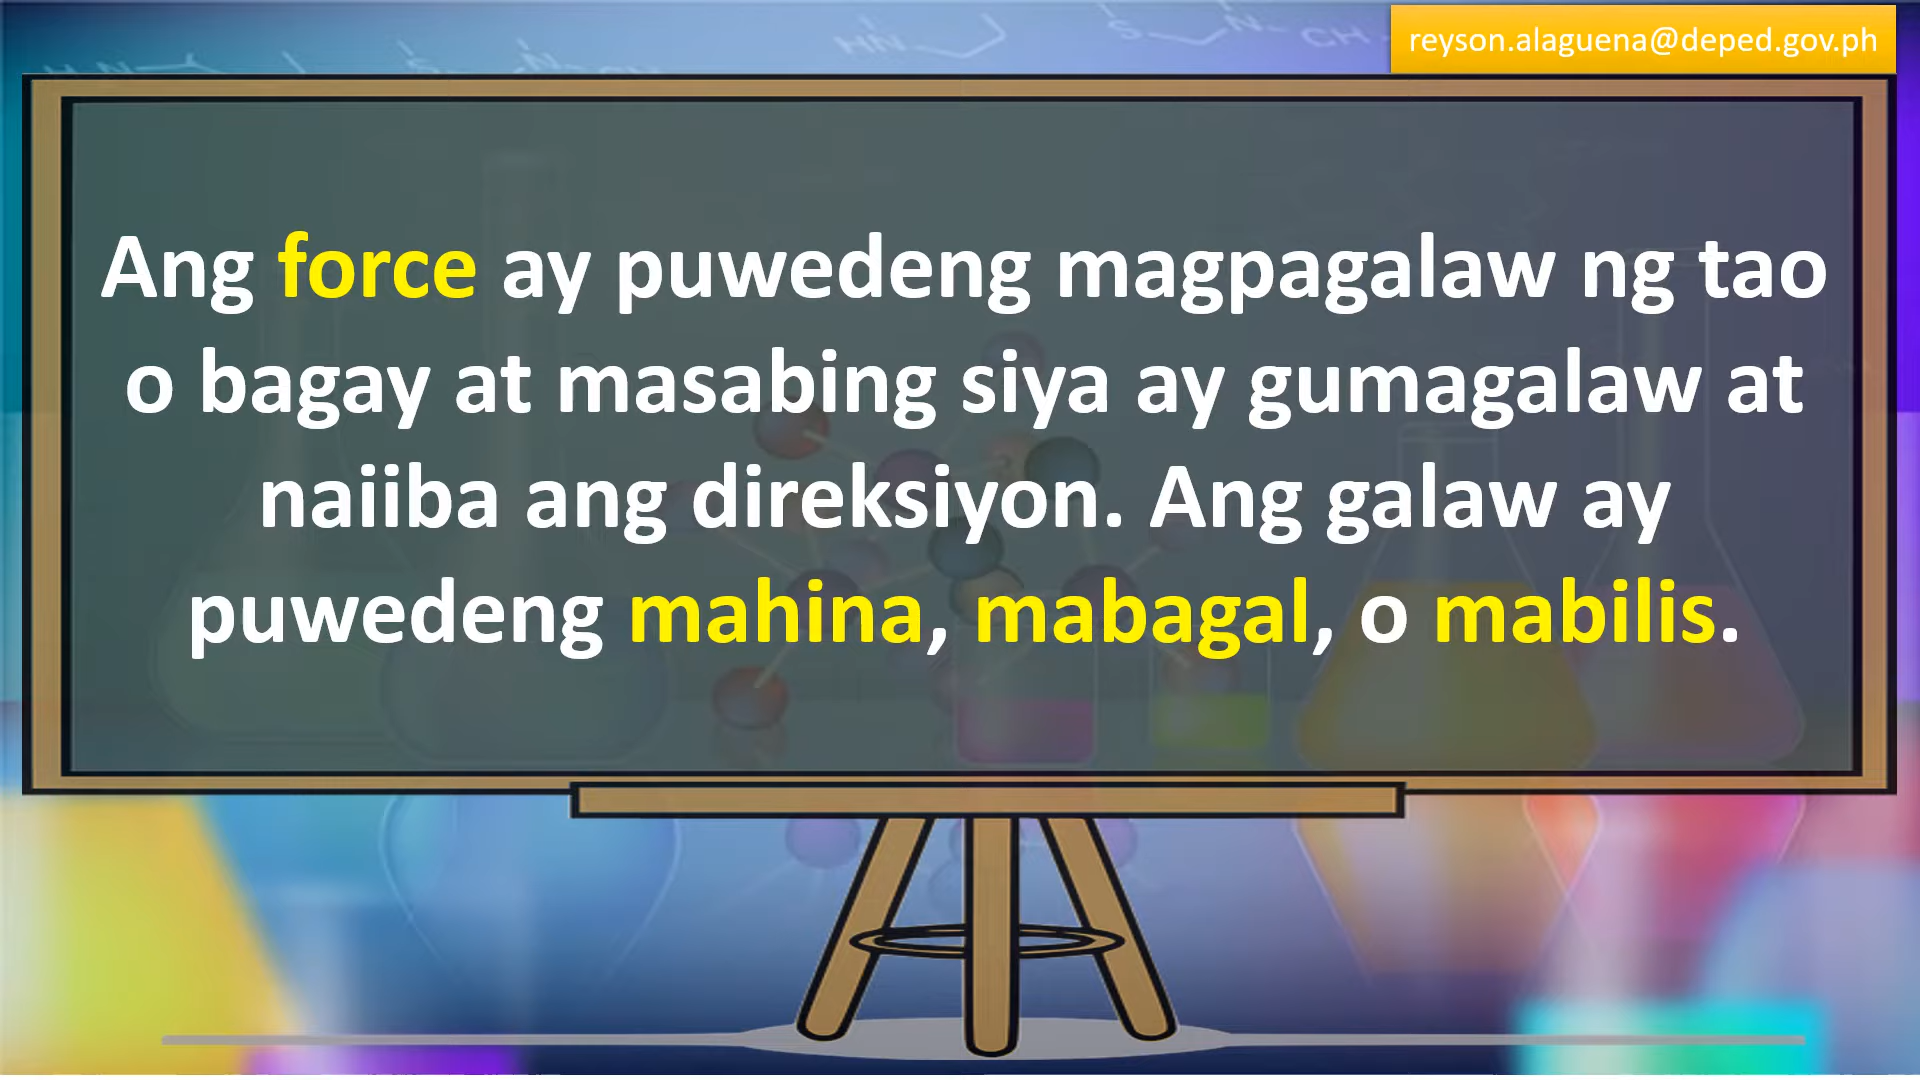 reyson.alaguena@deped.gov.ph
Ang force ay puwedeng magpagalaw ng tao
o bagay at masabing siya ay gumagalaw at
naiiba ang direksiyon. Ang galaw ay
puwedeng mahina, mabagal, o mabilis.